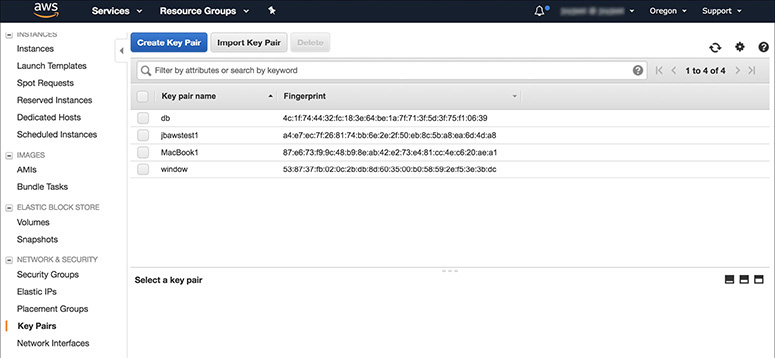 aws Services Resource Groups Oregon Support
INSTANCES
Instances
Launch Templates
Spot Requests
Reserved Instances
Dedicated Hosts
Scheduled Instances
IMAGES
AMIs
Bundle Tasks
ELASTIC BLOCK STORE
Volumes
Snapshots
NETWORK & SECURITY
Security Groups
Elastic IPs
Placement Groups
Key Pairs
Network Interfaces
Create Key Pair Import Key Pair Delete
Filter by attributes or search by keyword 1 to 4 of 4
Key pair name Fingerprint
db 4c:1f:74:44:32:fc:18:3e:64:be:1a:7f:71:3f:5d:3f:75:f1:06:39
jbawstest1 a4:e7:ec:7f:26:81:74:bb:6e:2e:2f:50:eb:8c:5b:a8:ea:6d:4d:a8
MacBook1 87:e6:73:f9:9c:48:b9:8e:ab:42:e2:73:e4:81:cc:4e:c6:20:ae:a1
window 53:87:37:fb:02:0c:2b:db:8d:60:35:00:b0:58:59:2e:f5:3e:3b:dc
Select a key pair